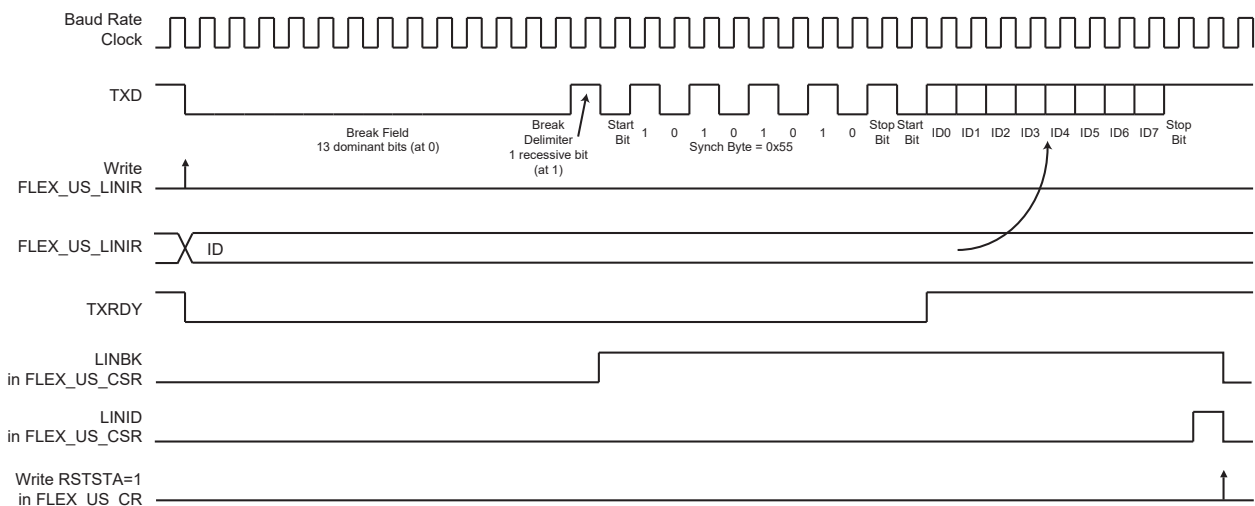 Baud Rate
Clock
TXD
Break Field
13 dominant bits (at 0)
Break
Delimiter
1 recessive bit
(at 1)
Start
Bit
1 0 1 0 1 0 1 0
Synch Byte = 0x55
Stop
Bit
Start
Bit
ID0 ID1 ID2 ID3 ID4 ID5 ID6 ID7
Stop
Bit
Write
FLEX_US_LINIR
FLEX_US_LINIR
ID
TXRDY
LINBK
in FLEX_US_CSR
LINID
in FLEX_US_CSR
Write RSTSTA=1
in FLEX_US_CR